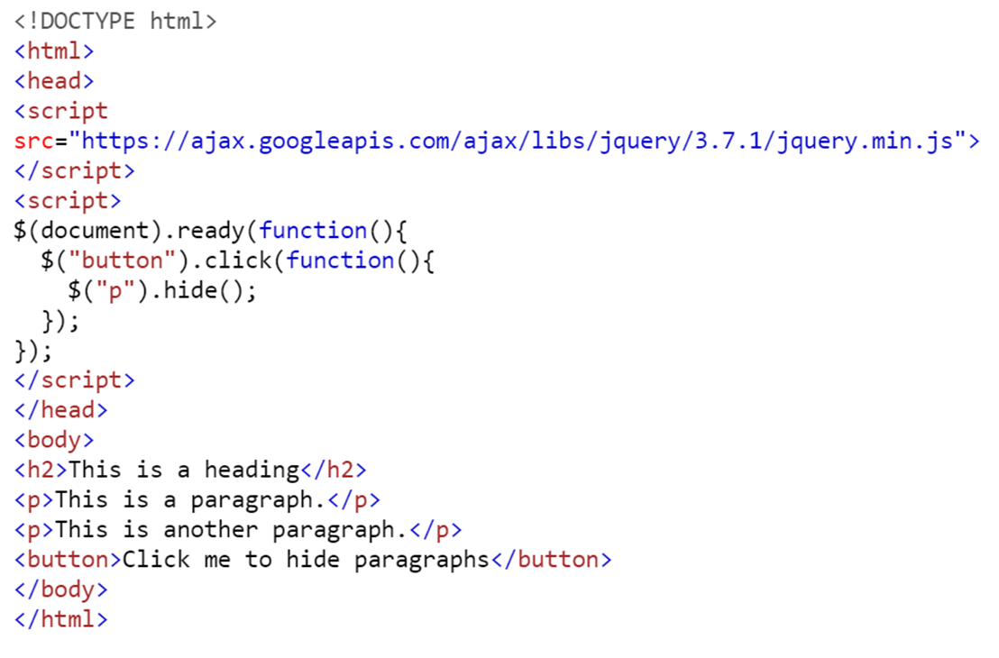 <!DOCTYPE html>
<html>
<head>
<script
src="https://ajax.googleapis.com/ajax/libs/jquery/3.7.1/jquery.min.js">
</script>
<script>
$(document).ready(function(){
  $("button").click(function(){
    $("p").hide();
  });
});
</script>
</head>
<body>
<h2>This is a heading</h2>
<p>This is a paragraph.</p>
<p>This is another paragraph.</p>
<button>Click me to hide paragraphs</button>
</body>
</html>